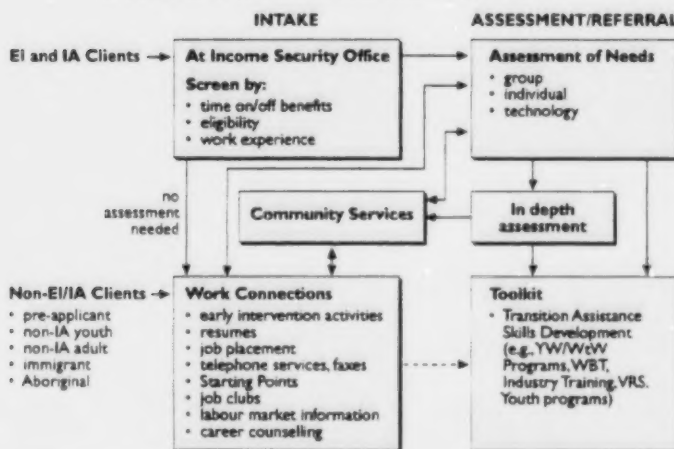 INTAKE
ASSESSMENT/REFERRAL
EI and IA Clients
At Income Security Office
Screen by:
• time on/off benefits
• eligibility
• work experience
Assessment of Needs
• group
• individual
• technology
no
assessment
needed
Community Services
In depth
assessment
Non-EI/IA Clients
• pre-applicant
• non-IA youth
• non-IA adult
• immigrant
• Aboriginal
Work Connections
• early intervention activities
• resumes
• job placement
• telephone services, faxes
• Starting Points
• job clubs
• labour market information
• career counselling
Toolkit
• Transition Assistance
Skills Development
(e.g., YW/WtW
Programs, WBT,
Industry Training, VRS,
Youth programs)